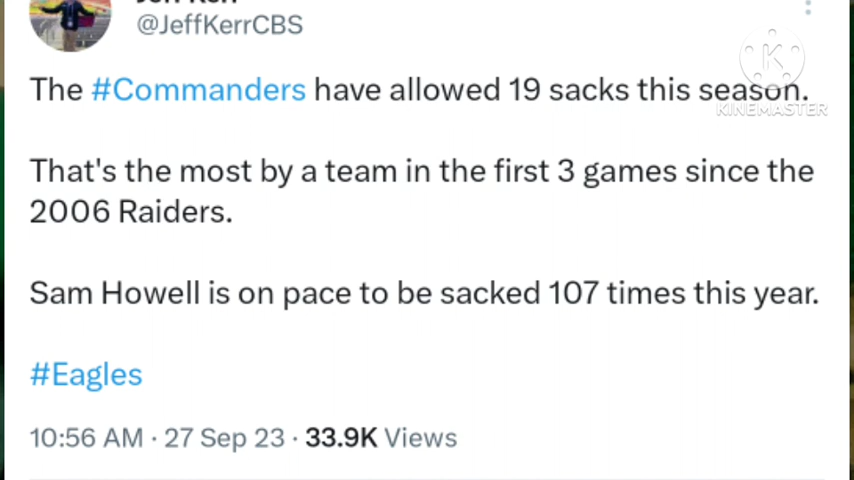 @JeffKerrCBS
The #Commanders have allowed 19 sacks this season.
K
KINEMASTER
That's the most by a team in the first 3 games since the
2006 Raiders.
Sam Howell is on pace to be sacked 107 times this year.
#Eagles
10:56 AM · 27 Sep 23 · 33.9K Views